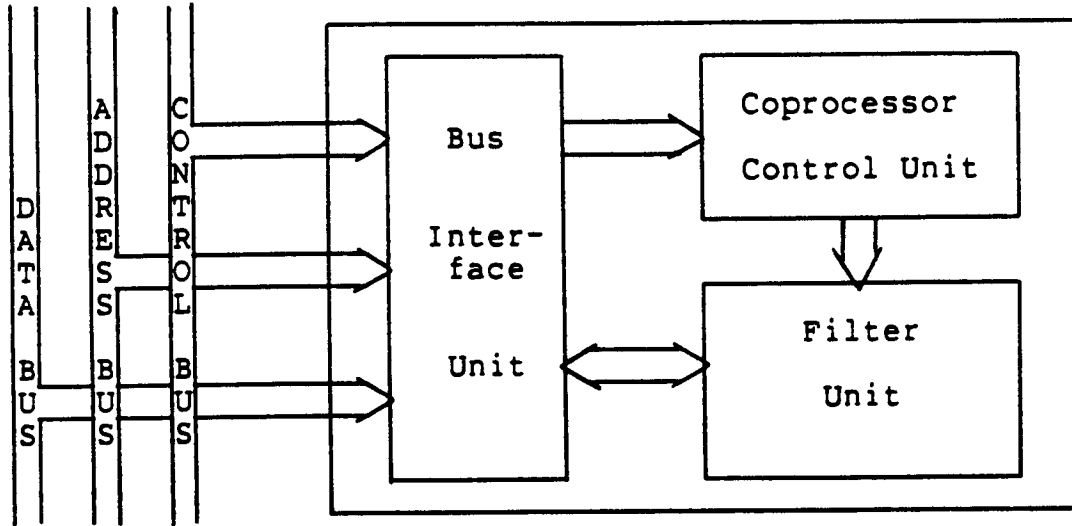 DATA BUS
ADDRESS BUS
CONTROL BUS
Bus
Inter-
face
Unit
Coprocessor
Control Unit
Filter
Unit